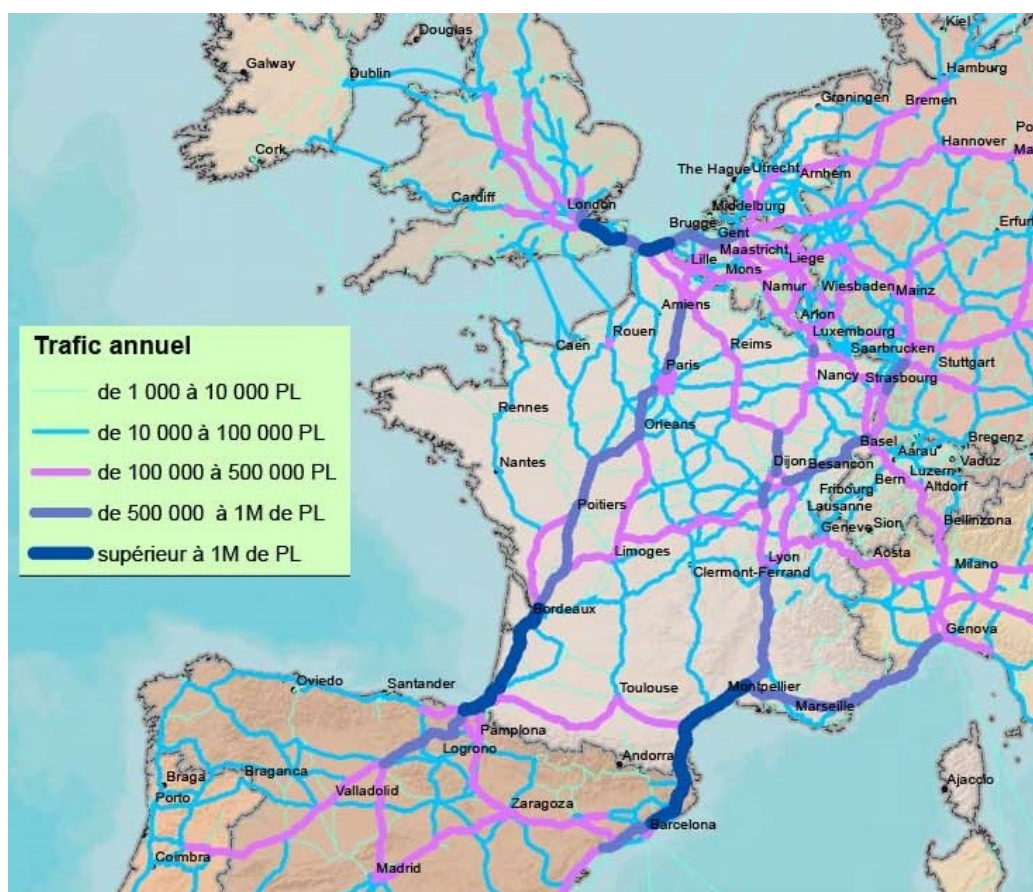 Douglas
Kiel
Galway
Dublin
Hamburg
Groningen
Bremen
Cork
Hannover
The Hague
Utrecht
Arnhem
Cardiff
London
Middelburg
Brugge
Gent
Erfurt
Maastricht
Lille
Liege
Mons
Namur
Wiesbaden
Mainz
Amiens
Arlon
Trafic annuel
de 1 000 à 10 000 PL
de 10 000 à 100 000 PL
de 100 000 à 500 000 PL
de 500 000 à 1M de PL
supérieur à 1M de PL
Rouen
Luxembourg
Caen
Reims
Saarbrucken
Paris
Stuttgart
Nancy
Strasbourg
Rennes
Orleans
Basel
Bregenz
Aarau
Nantes
Dijon
Besancon
Vaduz
Luzern
Bern
Altdorf
Fribourg
Poitiers
Lausanne
Bellinzona
Geneve
Sion
Limoges
Lyon
Aosta
Milano
Clermont-Ferrand
Bordeaux
Genova
Oviedo
Santander
Toulouse
Montpellier
Marseille
Pamplona
Logrono
Andorra
Braga
Braganca
Ajaccio
Valladolid
Porto
Zaragoza
Barcelona
Coimbra
Madrid